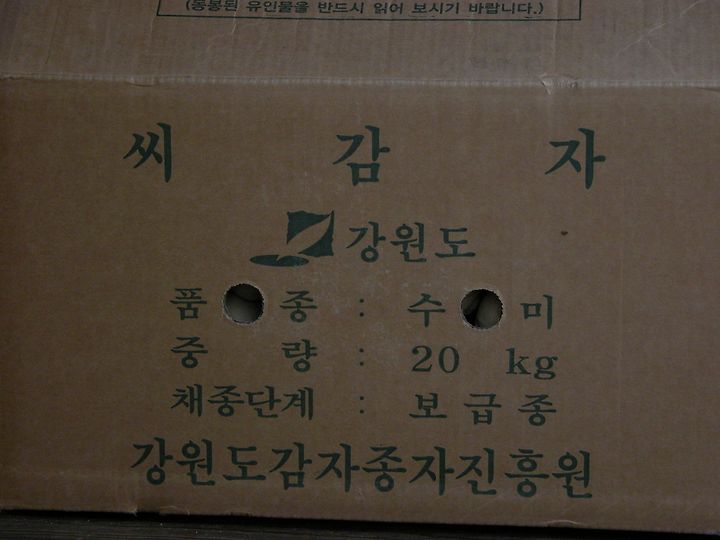 (동봉된 유인물을 반드시 읽어 보시기 바랍니다.)
씨 감 자
강원도
품 종 : 수 미
중 량 : 20 kg
채종단계 : 보급종
강원도감자종자진흥원